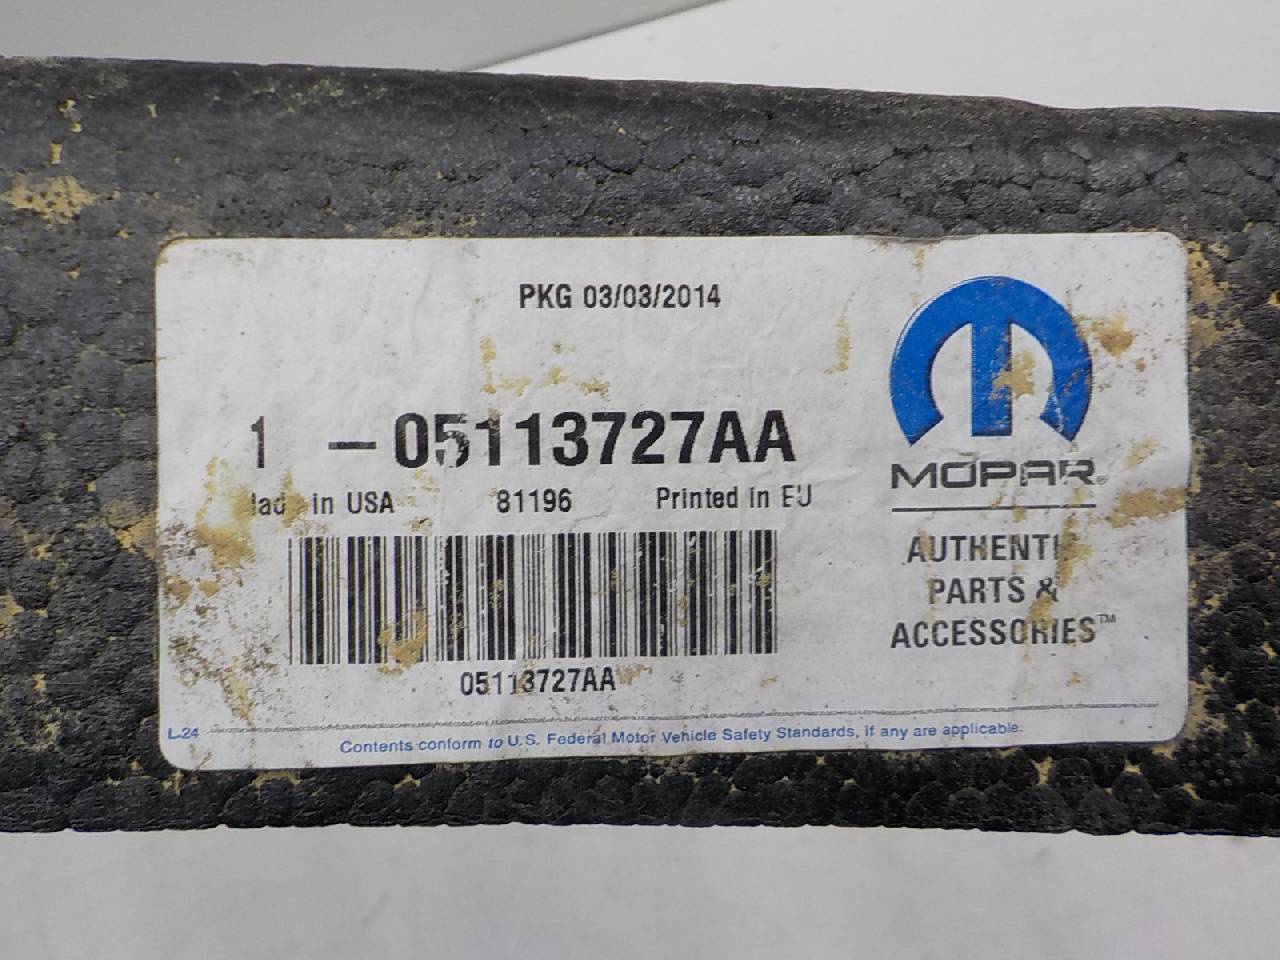 PKG 03/03/2014
1 - 05113727AA
in USA 81196 Printed in EU
05113727AA
MOPAR®
AUTHENTIC
PARTS &
ACCESSORIES™
L-24
Contents conform to U.S. Federal Motor Vehicle Safety Standards, if any are applicable.